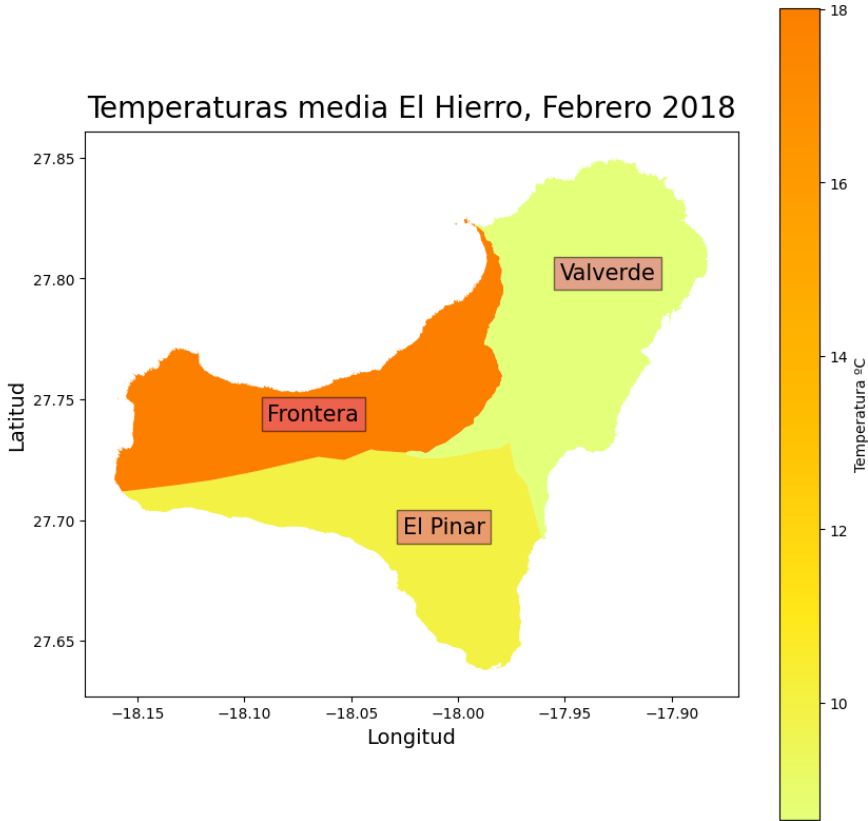 Temperaturas media El Hierro, Febrero 2018
27.85
27.80
27.75
27.70
27.65
Latitud
Valverde
Frontera
El Pinar
−18.15 −18.10 −18.05 −18.00 −17.95 −17.90
Longitud
18
16
14
12
10
Temperatura ºC